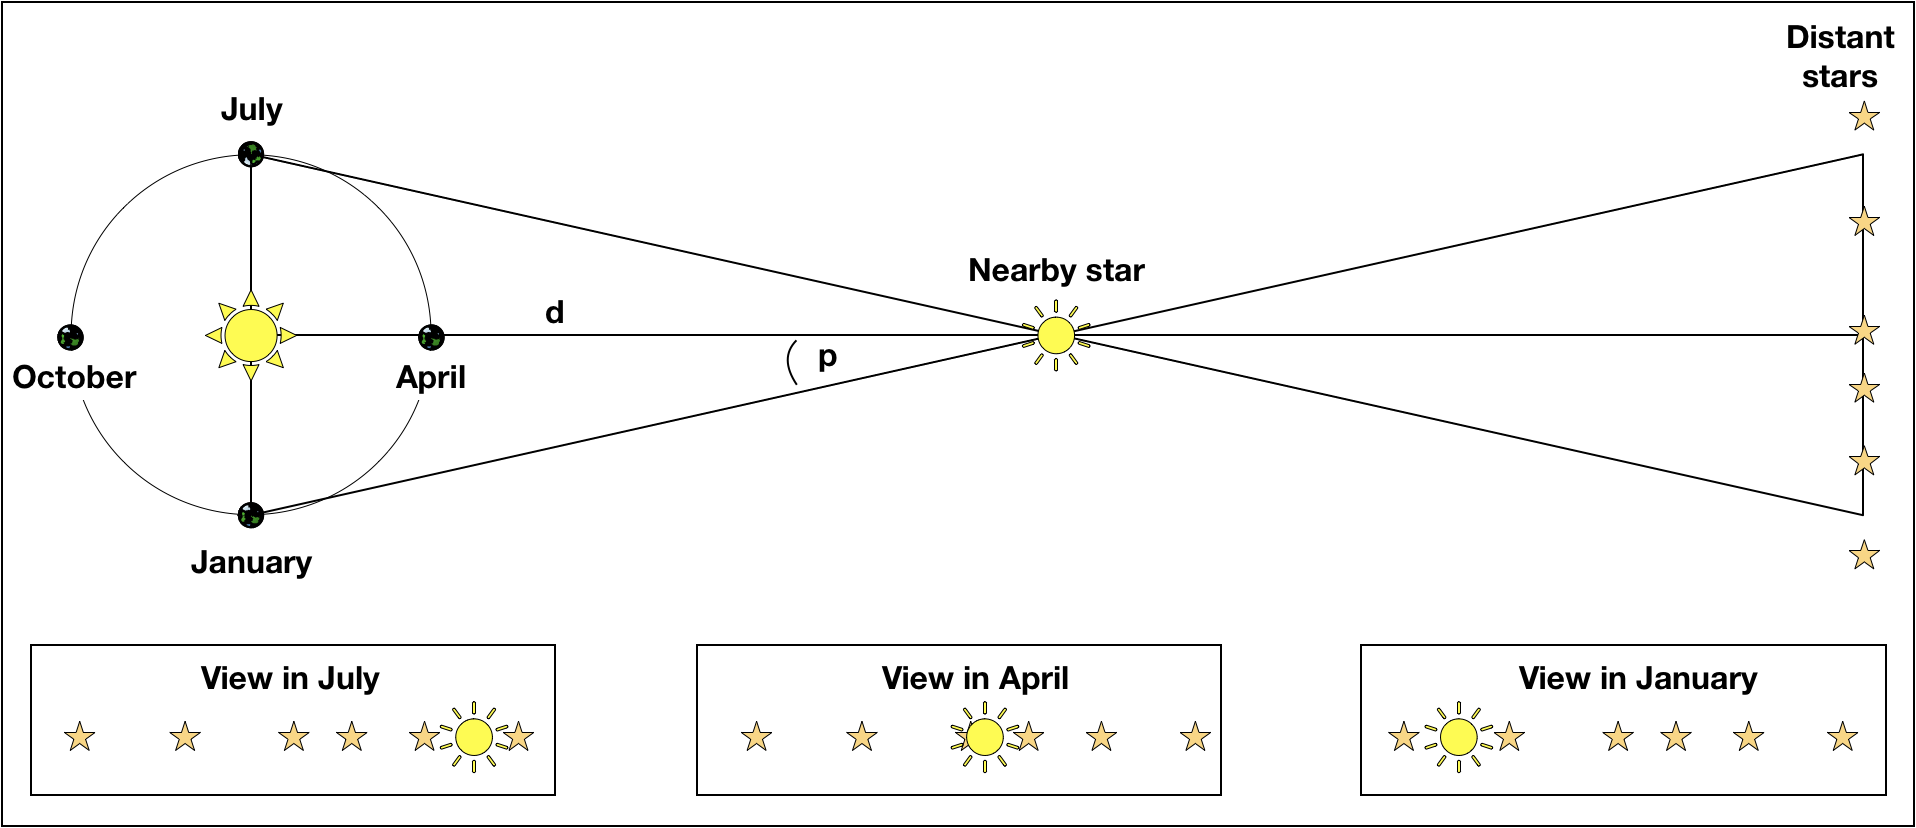 Distant
stars
July
Nearby star
d
p
October
April
January
View in July
View in April
View in January